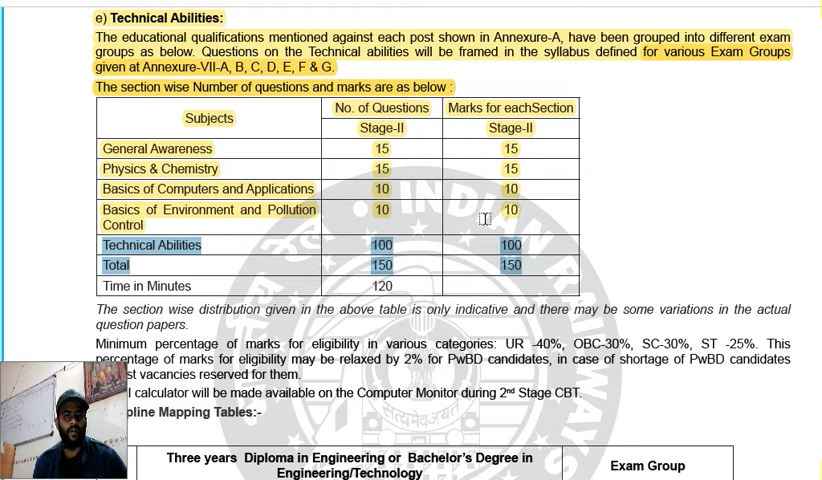 e) Technical Abilities:
The educational qualifications mentioned against each post shown in Annexure-A, have been grouped into different exam
groups as below. Questions on the Technical abilities will be framed in the syllabus defined for various Exam Groups
given at Annexure-VII-A, B, C, D, E, F & G.
The section wise Number of questions and marks are as below :
Subjects No. of Questions Marks for eachSection
Stage-II Stage-II
General Awareness 15 15
Physics & Chemistry 15 15
Basics of Computers and Applications 10 10
Basics of Environment and Pollution 10 10
Control
Technical Abilities 100 100
Total 150 150
Time in Minutes 120
The section wise distribution given in the above table is only indicative and there may be some variations in the actual
question papers.
Minimum percentage of marks for eligibility in various categories: UR -40%, OBC-30%, SC-30%, ST -25%. This
percentage of marks for eligibility may be relaxed by 2% for PwBD candidates, in case of shortage of PwBD candidates
st vacancies reserved for them.
l calculator will be made available on the Computer Monitor during 2nd Stage CBT.
pline Mapping Tables:-
Three years Diploma in Engineering or Bachelor's Degree in Exam Group
Engineering/Technology
INDIAN RAILWAYS
सत्यमेव जयते